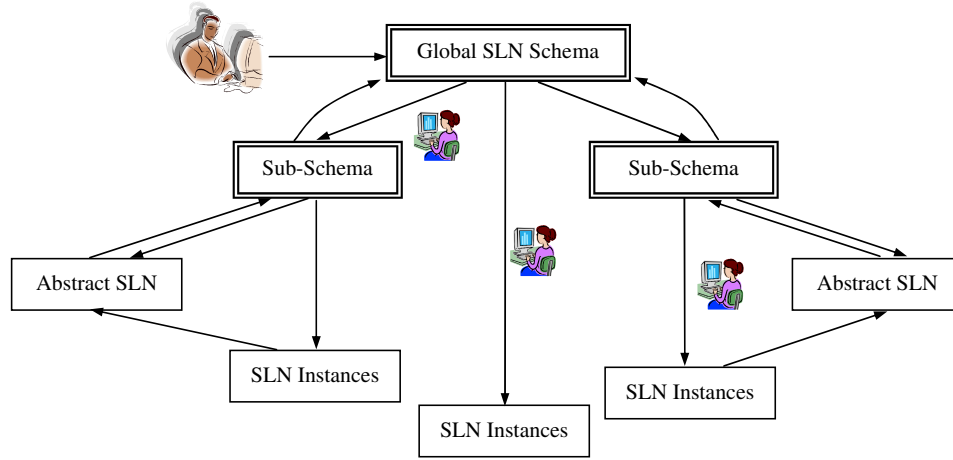 Global SLN Schema
Sub-Schema
Sub-Schema
Abstract SLN
Abstract SLN
SLN Instances
SLN Instances
SLN Instances